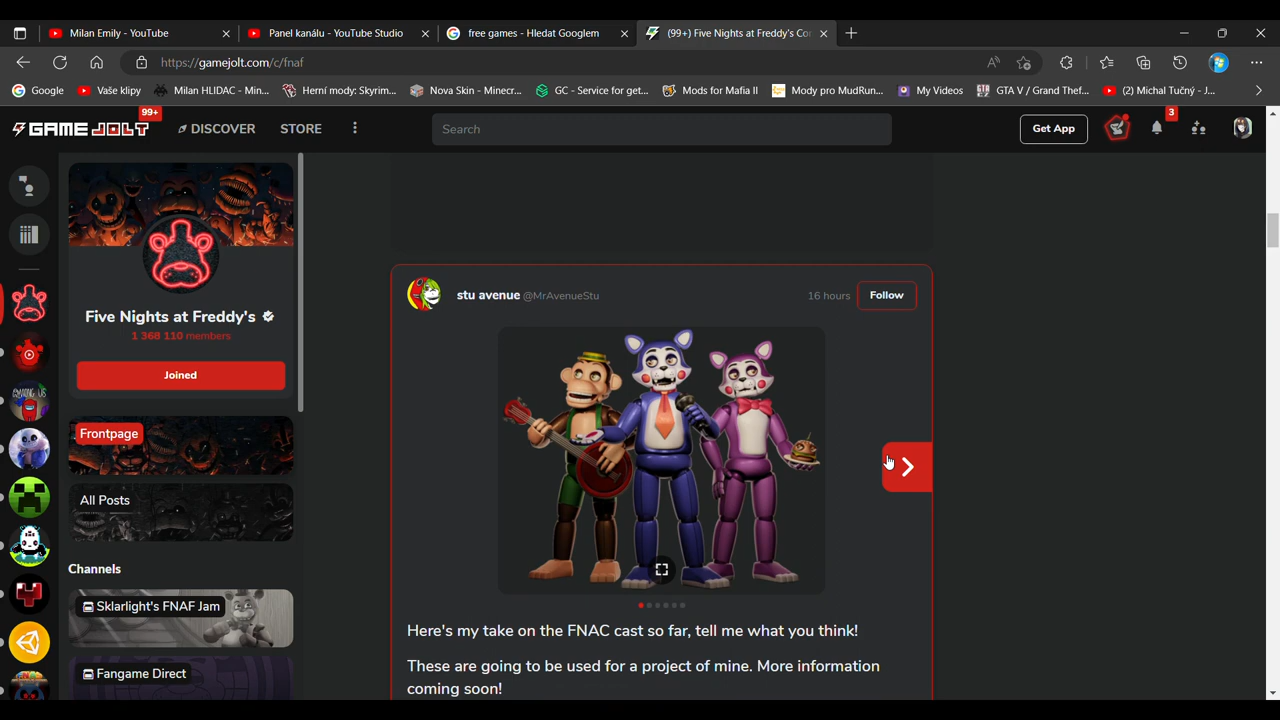 Milan Emily - YouTube
Panel kanálu - YouTube Studio
free games - Hledat Googlem
(99+) Five Nights at Freddy's Co
https://gamejolt.com/c/fnaf
Google
Vaše klipy
Milan HLIDAC - Min...
Herní mody: Skyrim...
Nova Skin - Minecr...
GC - Service for get...
Mods for Mafia II
Mody pro MudRun...
My Videos
GTA V / Grand Thef...
(2) Michal Tučný - J...
99+
GAME JOLT
DISCOVER
STORE
Search
Get App
3
Five Nights at Freddy's
1 368 110 members
Joined
Frontpage
All Posts
Channels
Sklarlight's FNAF Jam
Fangame Direct
AMONG US
stu avenue @MrAvenueStu
16 hours
Follow
Here's my take on the FNAC cast so far, tell me what you think!
These are going to be used for a project of mine. More information
coming soon!